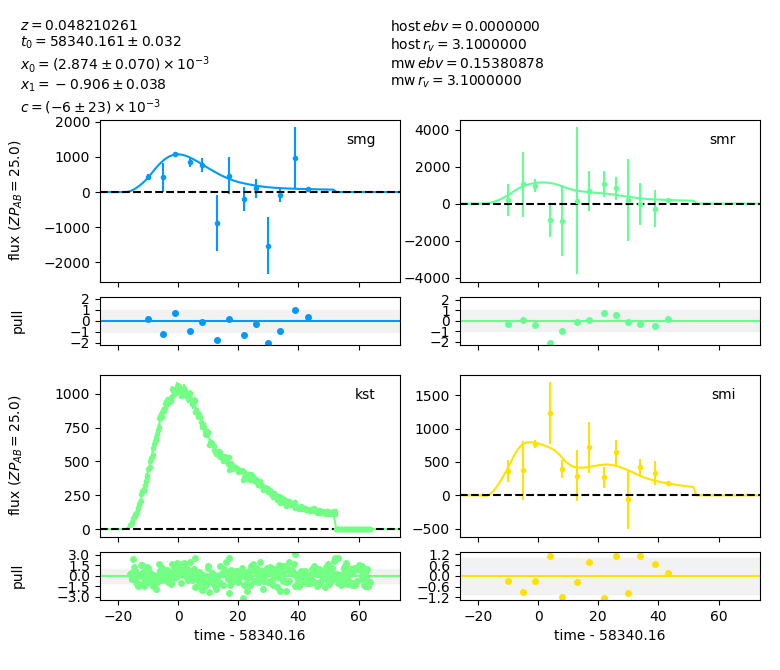 z = 0.048210261
t₀ = 58340.161 ± 0.032
x₀ = (2.874 ± 0.070) × 10⁻³
x₁ = −0.906 ± 0.038
c = (−6 ± 23) × 10⁻³
host ebv = 0.0000000
host r_v = 3.1000000
mw ebv = 0.15380878
mw r_v = 3.1000000
smg
flux (ZP_AB = 25.0)
2000
1000
0
−1000
−2000
smr
4000
2000
0
−2000
−4000
pull
2
1
0
−1
−2
2
1
0
−1
−2
kst
flux (ZP_AB = 25.0)
1000
750
500
250
0
smi
1500
1000
500
0
−500
pull
3.0
1.5
0.0
−1.5
−3.0
1.2
0.6
0.0
−0.6
−1.2
−20 0 20 40 60
−20 0 20 40 60
time - 58340.16
time - 58340.16